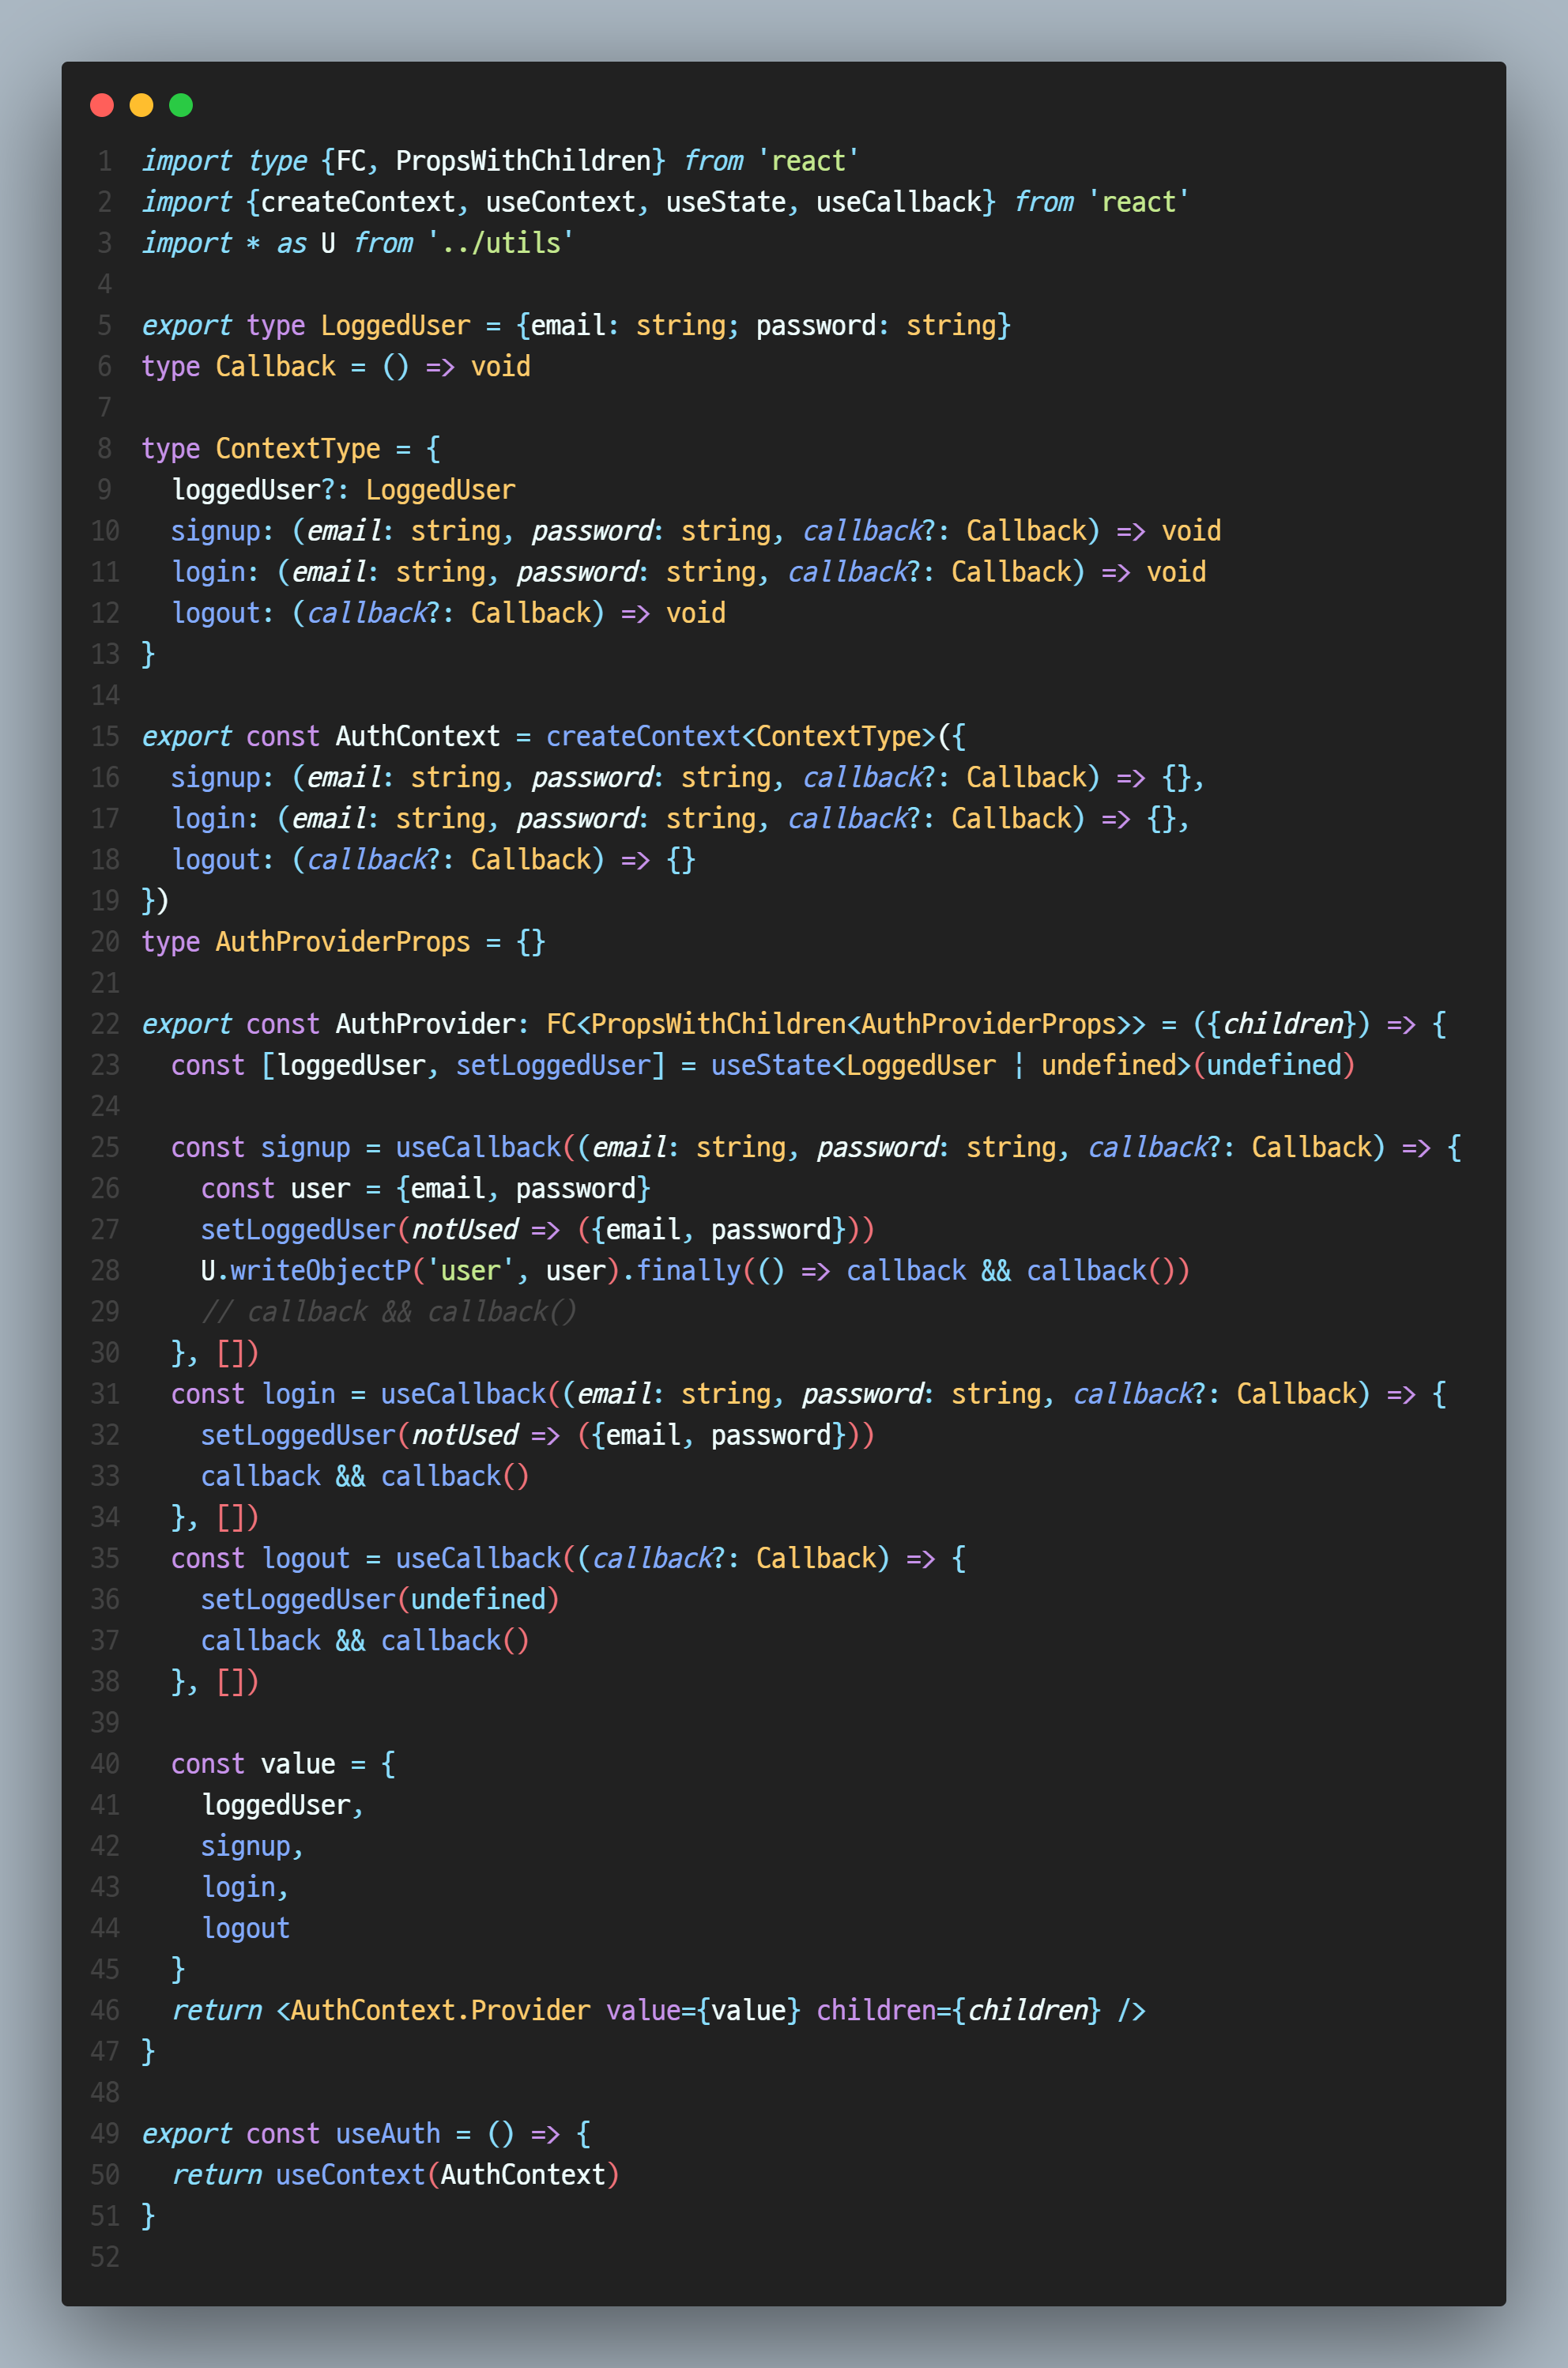 1 import type {FC, PropsWithChildren} from 'react'
2 import {createContext, useContext, useState, useCallback} from 'react'
3 import * as U from '../utils'
4
5 export type LoggedUser = {email: string; password: string}
6 type Callback = () => void
7
8 type ContextType = {
9   loggedUser?: LoggedUser
10   signup: (email: string, password: string, callback?: Callback) => void
11   login: (email: string, password: string, callback?: Callback) => void
12   logout: (callback?: Callback) => void
13 }
14
15 export const AuthContext = createContext<ContextType>({
16   signup: (email: string, password: string, callback?: Callback) => {},
17   login: (email: string, password: string, callback?: Callback) => {},
18   logout: (callback?: Callback) => {}
19 })
20 type AuthProviderProps = {}
21
22 export const AuthProvider: FC<PropsWithChildren<AuthProviderProps>> = ({children}) => {
23   const [loggedUser, setLoggedUser] = useState<LoggedUser | undefined>(undefined)
24
25   const signup = useCallback((email: string, password: string, callback?: Callback) => {
26     const user = {email, password}
27     setLoggedUser(notUsed => ({email, password}))
28     U.writeObjectP('user', user).finally(() => callback && callback())
29     // callback && callback()
30   }, [])
31   const login = useCallback((email: string, password: string, callback?: Callback) => {
32     setLoggedUser(notUsed => ({email, password}))
33     callback && callback()
34   }, [])
35   const logout = useCallback((callback?: Callback) => {
36     setLoggedUser(undefined)
37     callback && callback()
38   }, [])
39
40   const value = {
41     loggedUser,
42     signup,
43     login,
44     logout
45   }
46   return <AuthContext.Provider value={value} children={children} />
47 }
48
49 export const useAuth = () => {
50   return useContext(AuthContext)
51 }
52